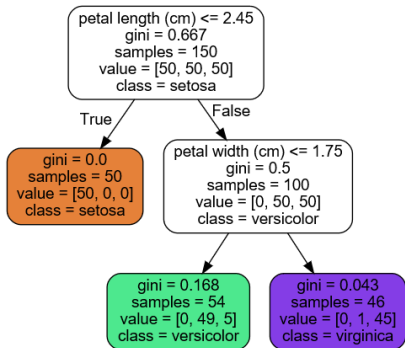 petal length (cm) <= 2.45
gini = 0.667
samples = 150
value = [50, 50, 50]
class = setosa
True
False
gini = 0.0
samples = 50
value = [50, 0, 0]
class = setosa
petal width (cm) <= 1.75
gini = 0.5
samples = 100
value = [0, 50, 50]
class = versicolor
gini = 0.168
samples = 54
value = [0, 49, 5]
class = versicolor
gini = 0.043
samples = 46
value = [0, 1, 45]
class = virginica